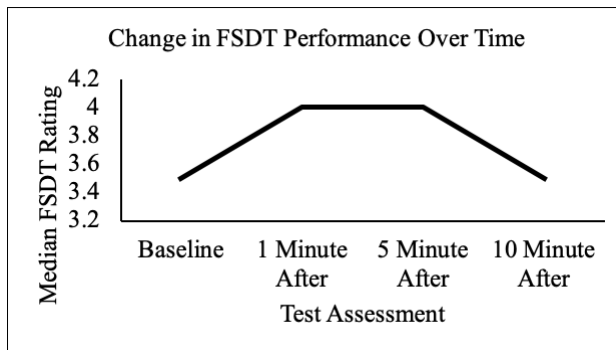 Change in FSDT Performance Over Time
Median FSDT Rating
4.2
4
3.8
3.6
3.4
3.2
Baseline
1 Minute After
5 Minute After
10 Minute After
Test Assessment